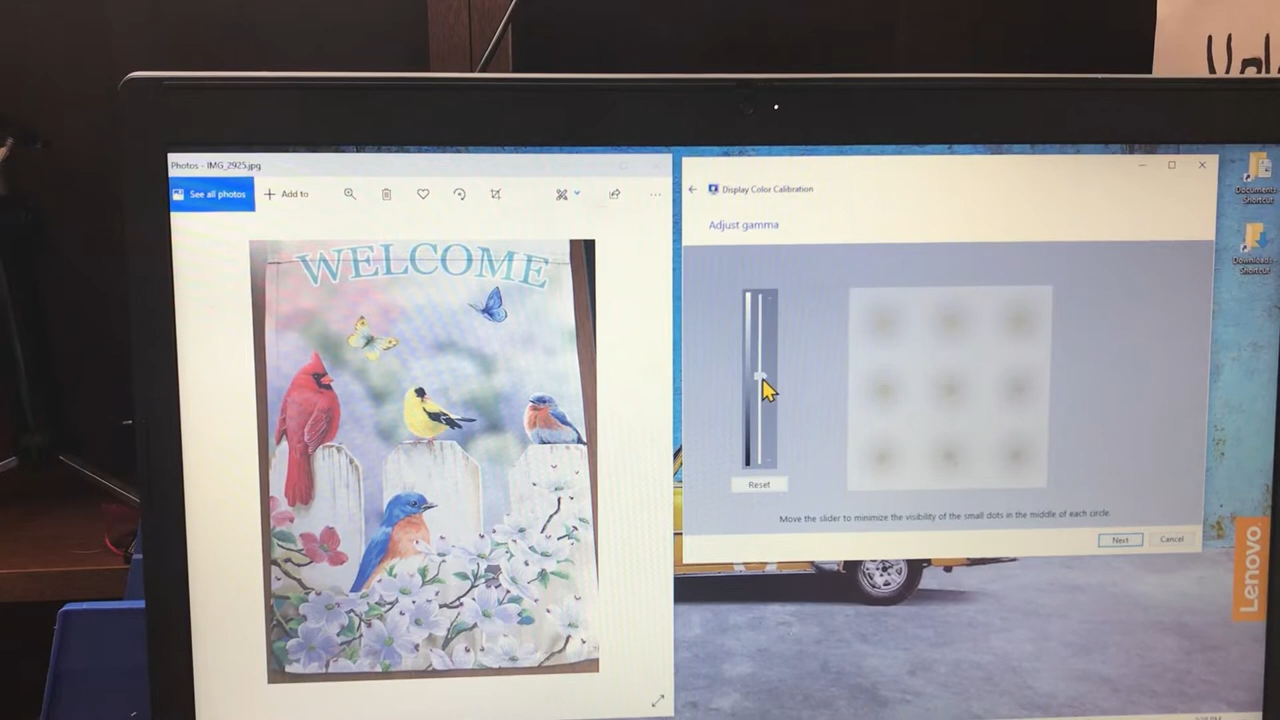 Photos - IMG_2925.jpg
See all photos
Add to
WELCOME
Display Color Calibration
Adjust gamma
Reset
Move the slider to minimize the visibility of the small dots in the middle of each circle.
Next
Cancel
Documents - Shortcut
Downloads - Shortcut
Lenovo.